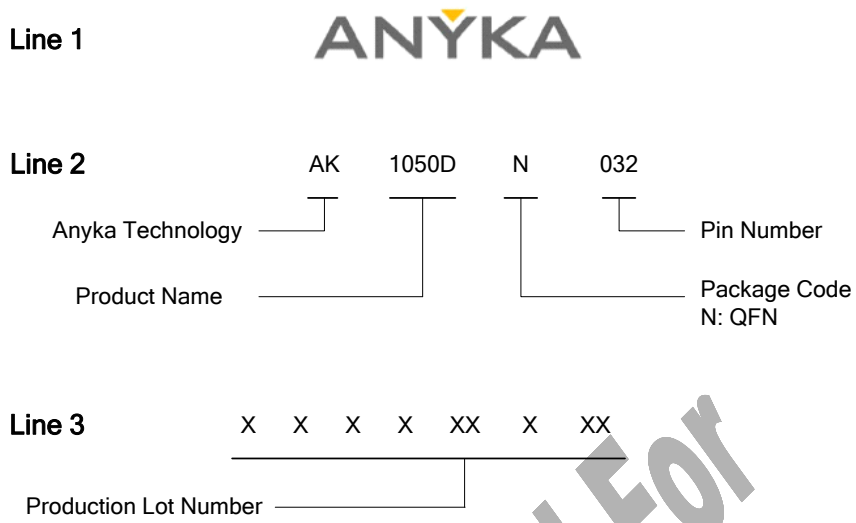 Line 1 ANYKA
Line 2 AK 1050D N 032
Anyka Technology Pin Number
Product Name Package Code
N: QFN
Line 3 X X X X XX X XX
Production Lot Number
For